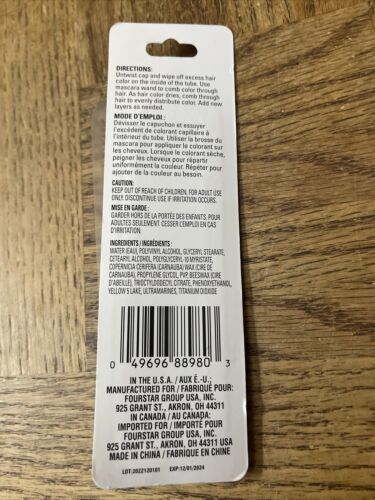 DIRECTIONS:
Untwist cap and wipe off excess hair
color on the inside of the tube. Use
mascara wand to comb color through
hair. As hair color dries, comb through
hair to evenly distribute color. Add new
layers as needed.
MODE D'EMPLOI :
Dévisser le capuchon et essuyer
l'excédent de colorant capillaire à
l'intérieur du tube. Utiliser la brosse du
mascara pour appliquer le colorant sur
les cheveux. Lorsque le colorant sèche,
peigner les cheveux pour répartir
uniformément la couleur. Répéter pour
ajouter de la couleur au besoin.
CAUTION:
KEEP OUT OF REACH OF CHILDREN. FOR ADULT USE
ONLY. DISCONTINUE USE IF IRRITATION OCCURS.
MISE EN GARDE :
GARDER HORS DE LA PORTÉE DES ENFANTS. POUR
ADULTES SEULEMENT. CESSER L'EMPLOI EN CAS
D'IRRITATION.
INGREDIENTS / INGRÉDIENTS :
WATER (EAU), POLYVINYL ALCOHOL, GLYCERYL STEARATE,
CETEARYL ALCOHOL, POLYGLYCERYL-10 MYRISTATE,
COPERNICIA CERIFERA (CARNAUBA) WAX (CIRE DE
CARNAUBA), PROPYLENE GLYCOL, PVP, BEESWAX (CIRE
D'ABEILLE), TRIOCTYLDODECYL CITRATE, PHENOXYETHANOL,
YELLOW 5 LAKE, ULTRAMARINES, TITANIUM DIOXIDE
0 49696 88980 3
IN THE U.S.A. / AUX É.-U.:
MANUFACTURED FOR / FABRIQUÉ POUR:
FOURSTAR GROUP USA, INC.
925 GRANT ST., AKRON, OH 44311
IN CANADA / AU CANADA:
IMPORTED FOR / IMPORTÉ POUR
FOURSTAR GROUP USA, INC.
925 GRANT ST., AKRON, OH 44311 USA
MADE IN CHINA / FABRIQUÉ EN CHINE
LOT:2022120101 EXP:12/01/2024